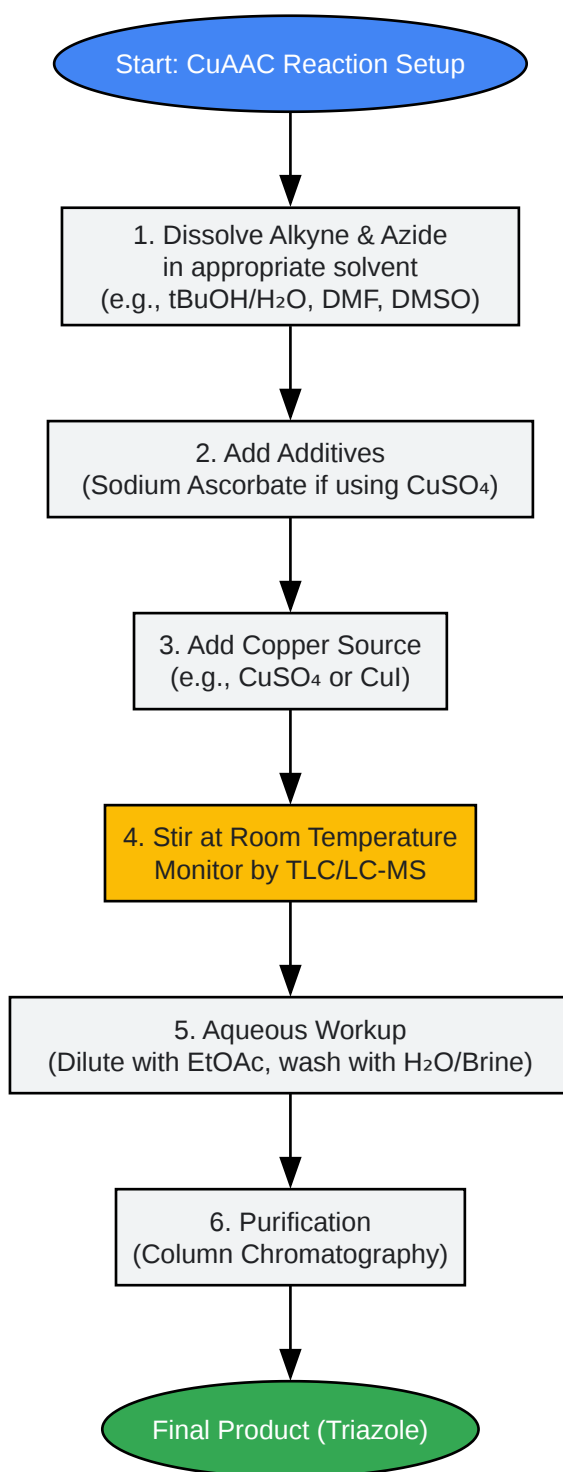 Start: CuAAC Reaction Setup
1. Dissolve Alkyne & Azide
in appropriate solvent
(e.g., tBuOH/H₂O, DMF, DMSO)
2. Add Additives
(Sodium Ascorbate if using CuSO₄)
3. Add Copper Source
(e.g., CuSO₄ or CuI)
4. Stir at Room Temperature
Monitor by TLC/LC-MS
5. Aqueous Workup
(Dilute with EtOAc, wash with H₂O/Brine)
6. Purification
(Column Chromatography)
Final Product (Triazole)